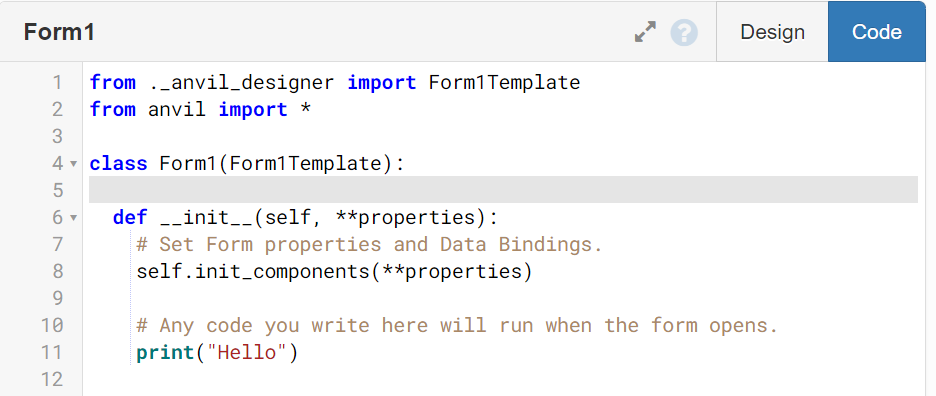 Form1 ? Design Code
1 from ._anvil_designer import Form1Template
2 from anvil import *
3
4 class Form1(Form1Template):
5
6 def __init__(self, **properties):
7 # Set Form properties and Data Bindings.
8 self.init_components(**properties)
9
10 # Any code you write here will run when the form opens.
11 print("Hello")
12